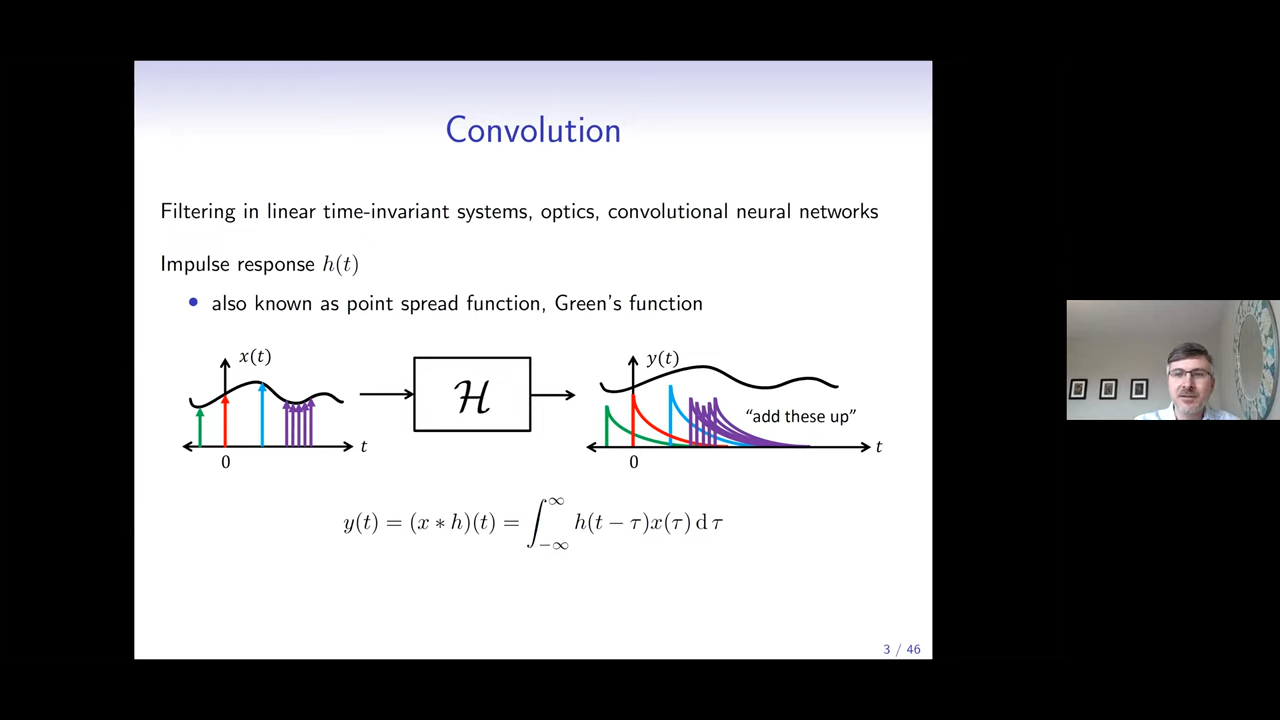 Convolution
Filtering in linear time-invariant systems, optics, convolutional neural networks
Impulse response h(t)
• also known as point spread function, Green's function
x(t)
t
0
ℋ
y(t)
"add these up"
t
0
y(t) = (x ∗ h)(t) = ∫_{−∞}^{∞} h(t − τ)x(τ) d τ
3 / 46